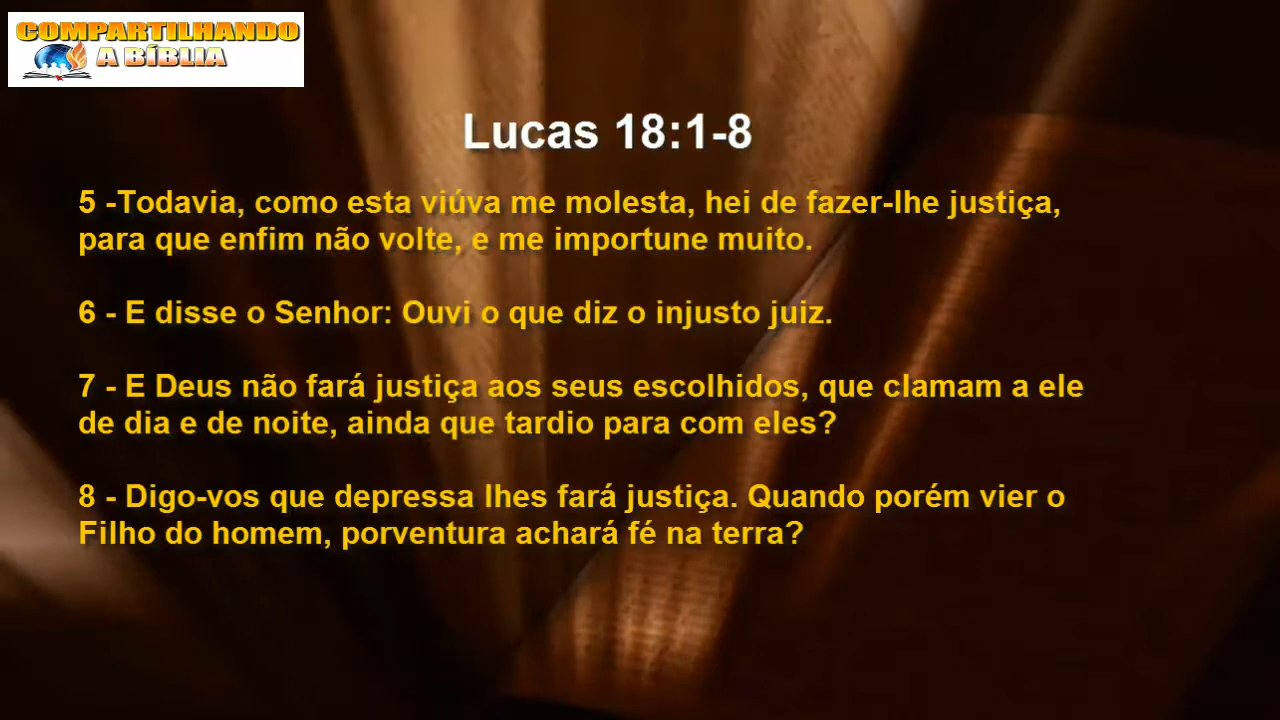 COMPARTILHANDO
A BÍBLIA
Lucas 18:1-8
5 -Todavia, como esta viúva me molesta, hei de fazer-lhe justiça,
para que enfim não volte, e me importune muito.
6 - E disse o Senhor: Ouvi o que diz o injusto juiz.
7 - E Deus não fará justiça aos seus escolhidos, que clamam a ele
de dia e de noite, ainda que tardio para com eles?
8 - Digo-vos que depressa lhes fará justiça. Quando porém vier o
Filho do homem, porventura achará fé na terra?